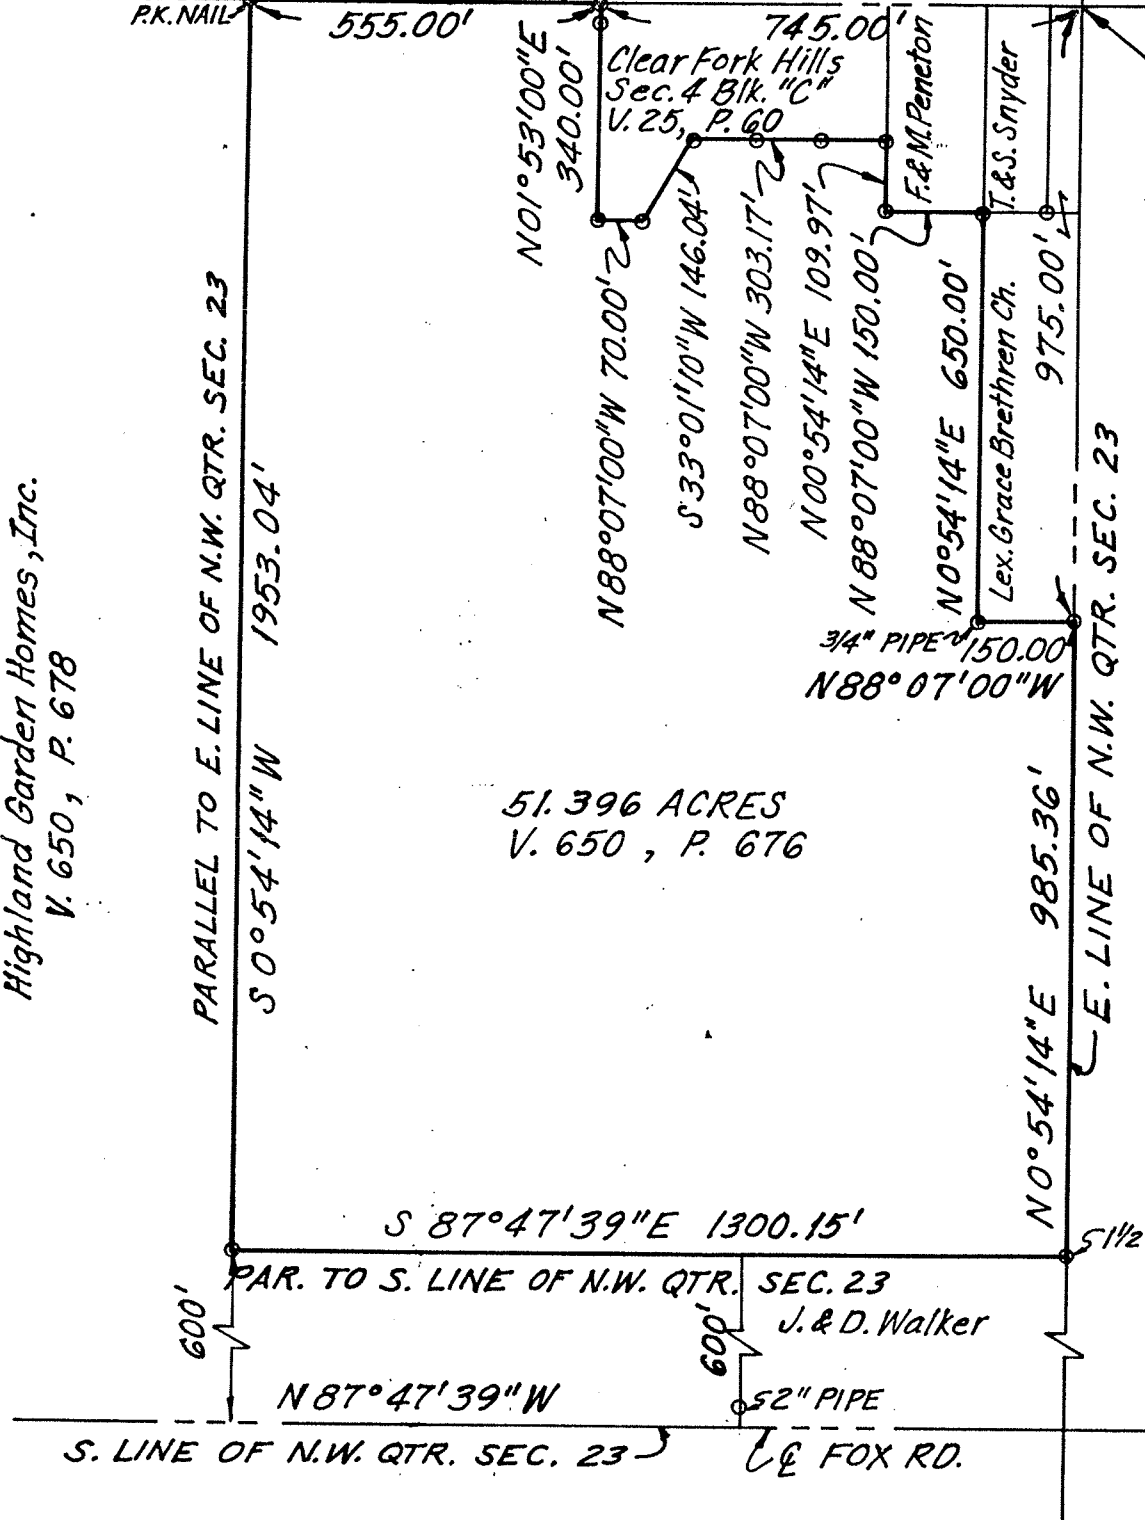 P.K. NAIL
555.00'
745.00'
N01°53'00"E
340.00'
Clear Fork Hills
Sec. 4 Blk. "C"
V. 25, P. 60
F. & M. Peneton
T. & S. Snyder
N88°07'00"W 70.00'
S 33°01'10"W 146.04'
N88°07'00"W 303.17'
N00°54'14"E 109.97'
N88°07'00"W 150.00'
N0°54'14"E 650.00'
Lex. Grace Brethren Ch.
975.00'
3/4" PIPE
150.00
N88°07'00"W
Highland Garden Homes, Inc.
V. 650, P. 678
PARALLEL TO E. LINE OF N.W. QTR. SEC. 23
S 0°54'14"W 1953.04'
51.396 ACRES
V. 650, P. 676
N0°54'14"E 985.36'
E. LINE OF N.W. QTR. SEC. 23
S 87°47'39"E 1300.15'
1 1/2
PAR. TO S. LINE OF N.W. QTR. SEC. 23
J. & D. Walker
600'
600'
N 87°47'39"W
2" PIPE
S. LINE OF N.W. QTR. SEC. 23
℄ FOX RD.